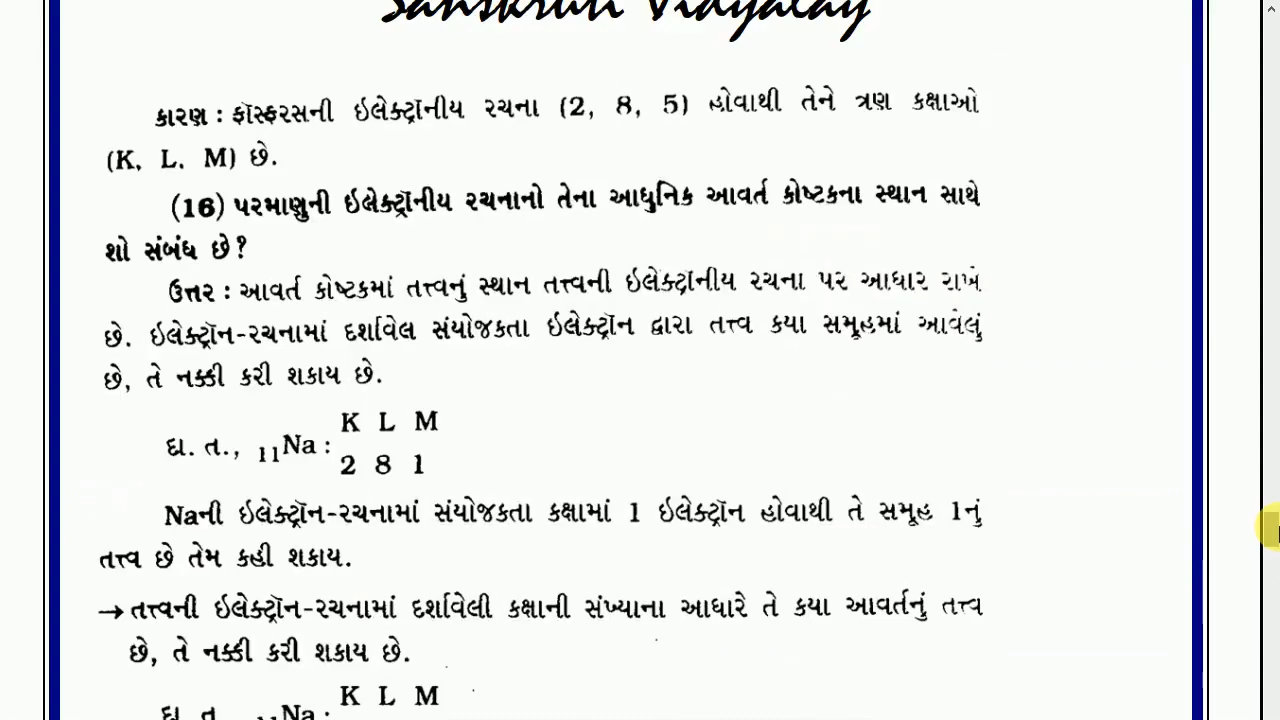 Sanskruti Vidyalay
કારણ : ફૉસ્ફરસની ઇલેક્ટ્રૉનીય રચના (2, 8, 5) હોવાથી તેને ત્રણ કક્ષાઓ
(K, L, M) છે.
(16) પરમાણુની ઇલેક્ટ્રૉનીય રચનાનો તેના આધુનિક આવર્ત કોષ્ટકના સ્થાન સાથે
શો સંબંધ છે?
ઉત્તર : આવર્ત કોષ્ટકમાં તત્ત્વનું સ્થાન તત્ત્વની ઇલેક્ટ્રૉનીય રચના પર આધાર રાખે
છે. ઇલેક્ટ્રૉન-રચનામાં દર્શાવેલ સંયોજકતા ઇલેક્ટ્રૉન દ્વારા તત્ત્વ કયા સમૂહમાં આવેલું
છે, તે નક્કી કરી શકાય છે.
K L M
દા. ત., ₁₁Na :
2 8 1
Naની ઇલેક્ટ્રૉન-રચનામાં સંયોજકતા કક્ષામાં 1 ઇલેક્ટ્રૉન હોવાથી તે સમૂહ 1નું
તત્ત્વ છે તેમ કહી શકાય.
→ તત્ત્વની ઇલેક્ટ્રૉન-રચનામાં દર્શાવેલી કક્ષાની સંખ્યાના આધારે તે કયા આવર્તનું તત્ત્વ
છે, તે નક્કી કરી શકાય છે.
K L M
દા. ત., ₁₁Na :